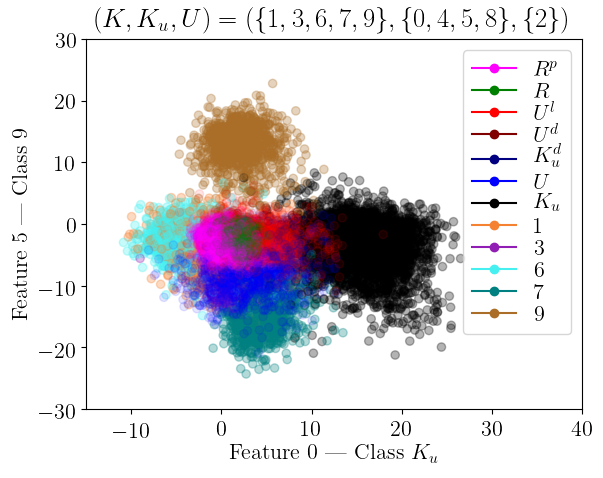 (K, K_u, U) = ({1, 3, 6, 7, 9}, {0, 4, 5, 8}, {2})
30
20
10
0
−10
−20
−30
Feature 5 — Class 9
−10 0 10 20 30 40
Feature 0 — Class K_u
R^p
R
U^l
U^d
K_u^d
U
K_u
1
3
6
7
9